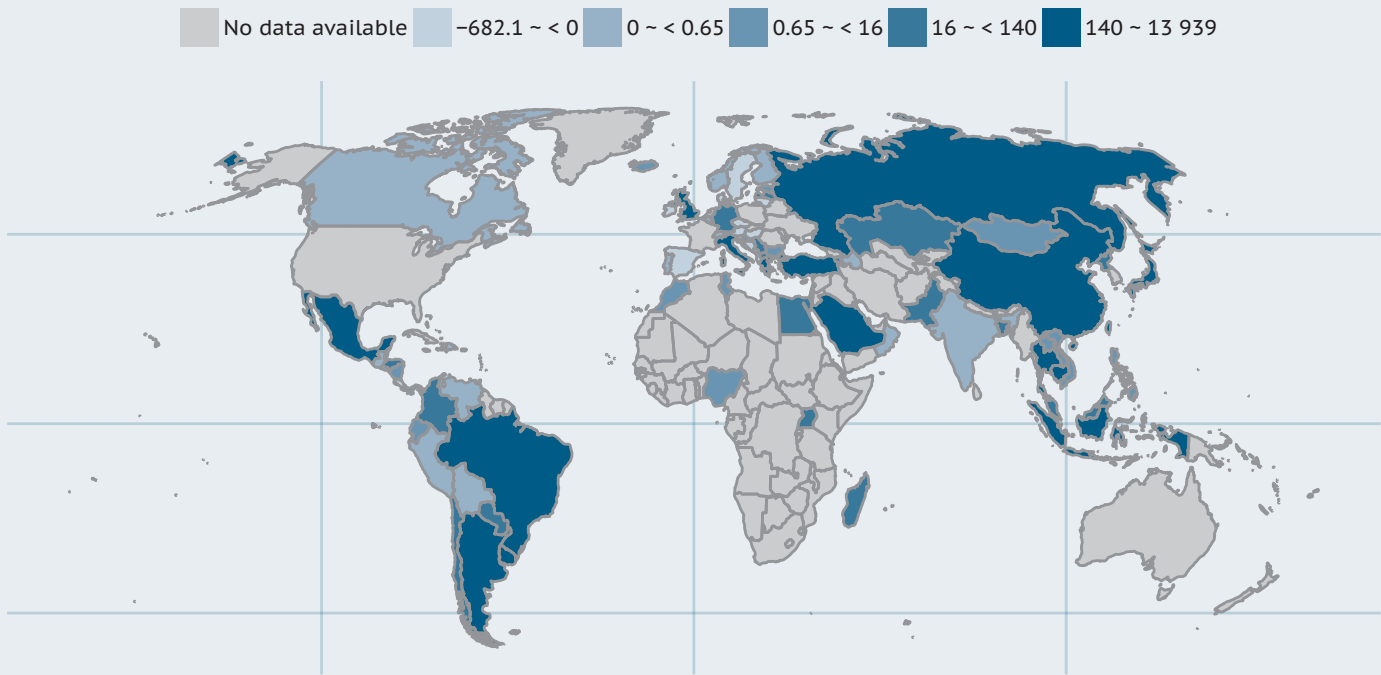 No data available −682.1 ~ < 0 0 ~ < 0.65 0.65 ~ < 16 16 ~ < 140 140 ~ 13 939